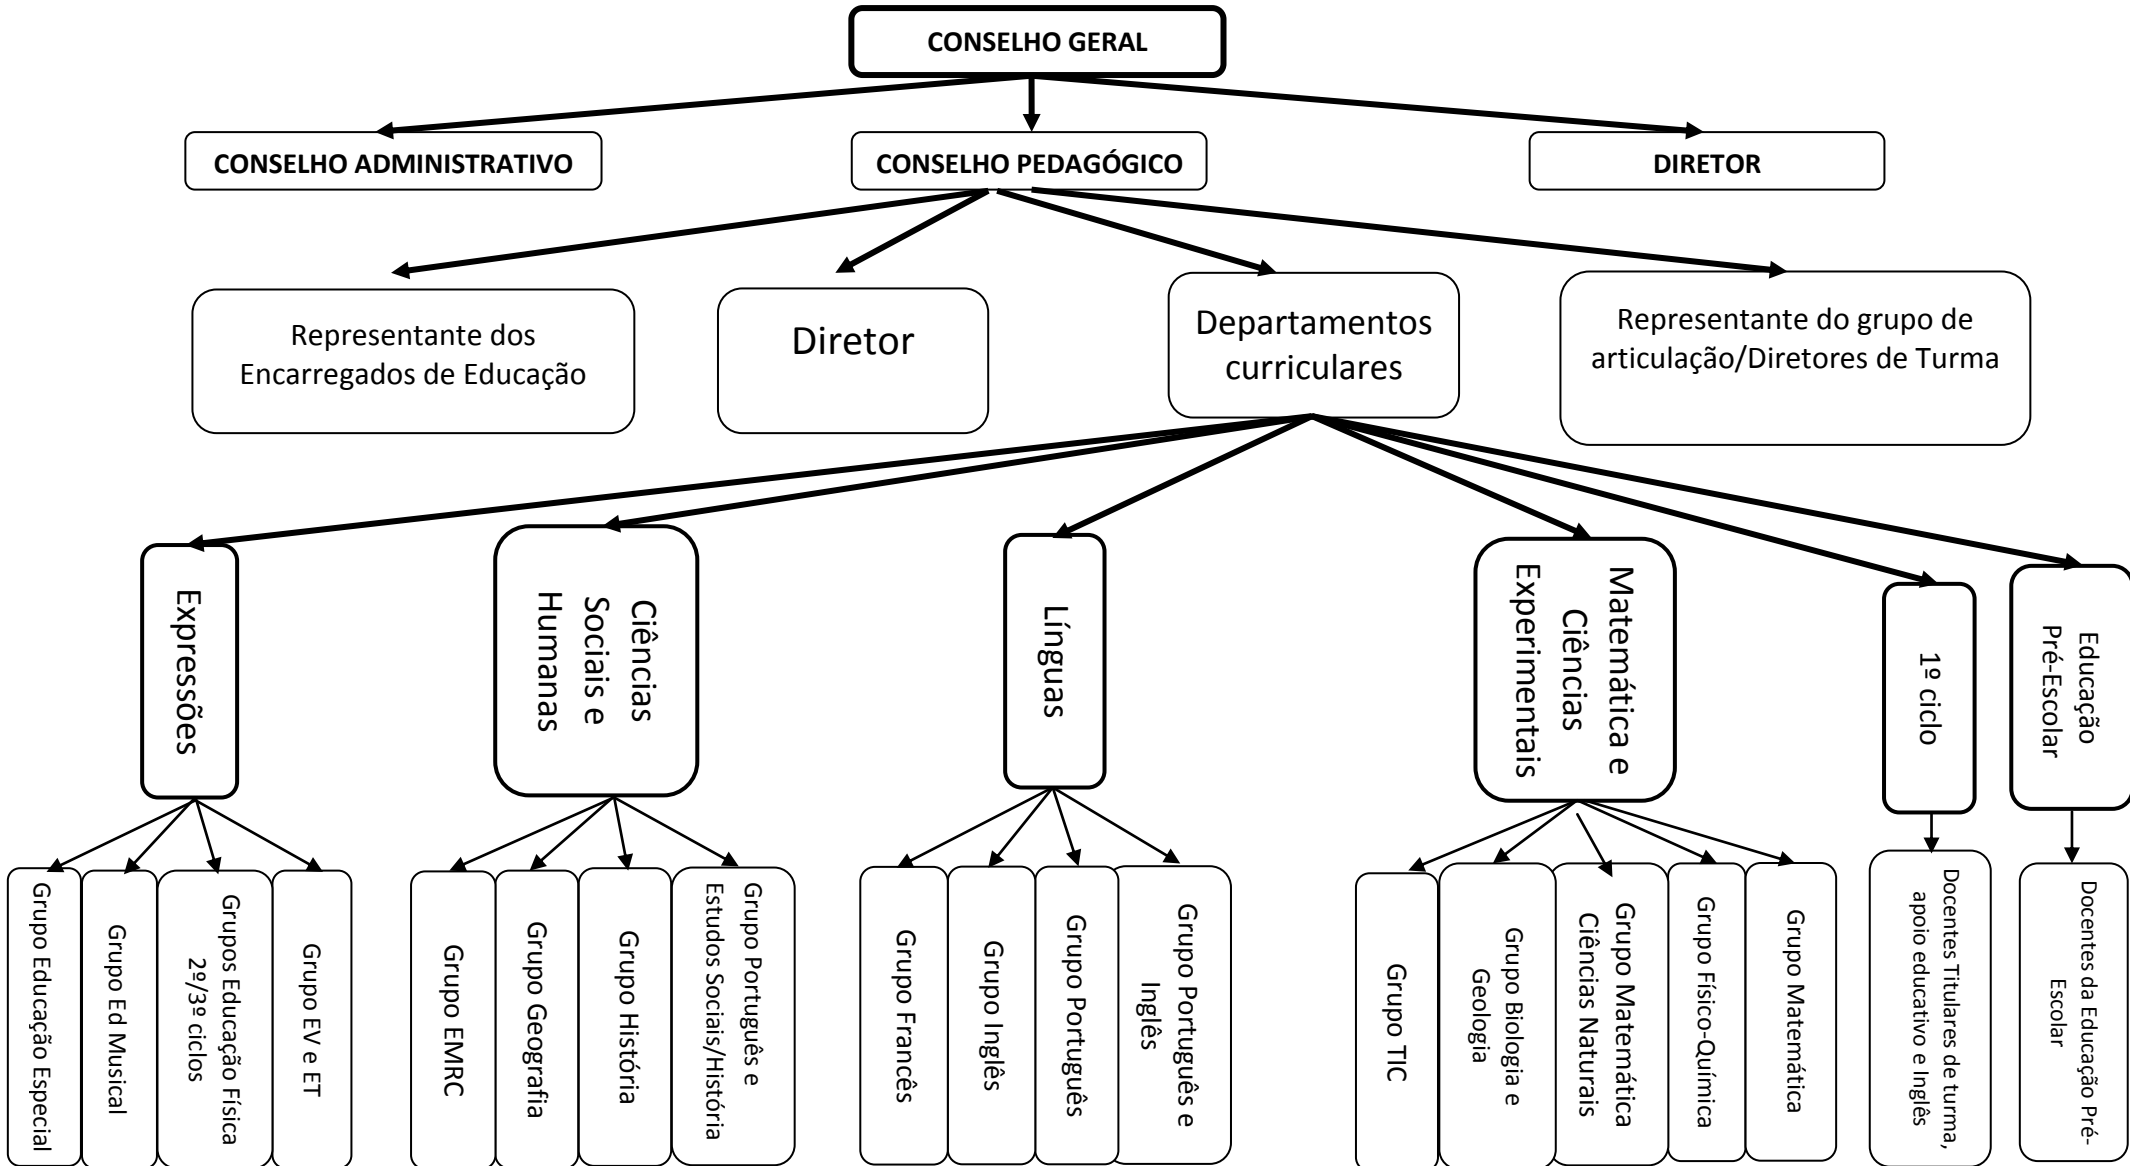 CONSELHO GERAL
CONSELHO ADMINISTRATIVO
CONSELHO PEDAGÓGICO
DIRETOR
Representante dos
Encarregados de Educação
Diretor
Departamentos
curriculares
Representante do grupo de
articulação/Diretores de Turma
Expressões
Ciências
Sociais e
Humanas
Línguas
Matemática e
Ciências
Experimentais
1º ciclo
Educação
Pré-Escolar
Grupo Educação Especial
Grupo Ed Musical
Grupos Educação Física
2º/3º ciclos
Grupo EV e ET
Grupo EMRC
Grupo Geografia
Grupo História
Grupo Português e
Estudos Sociais/História
Grupo Francês
Grupo Inglês
Grupo Português
Grupo Português e
Inglês
Grupo TIC
Grupo Biologia e
Geologia
Grupo Matemática
Ciências Naturais
Grupo Físico-Química
Grupo Matemática
Docentes Titulares de turma,
apoio educativo e Inglês
Docentes da Educação Pré-
Escolar